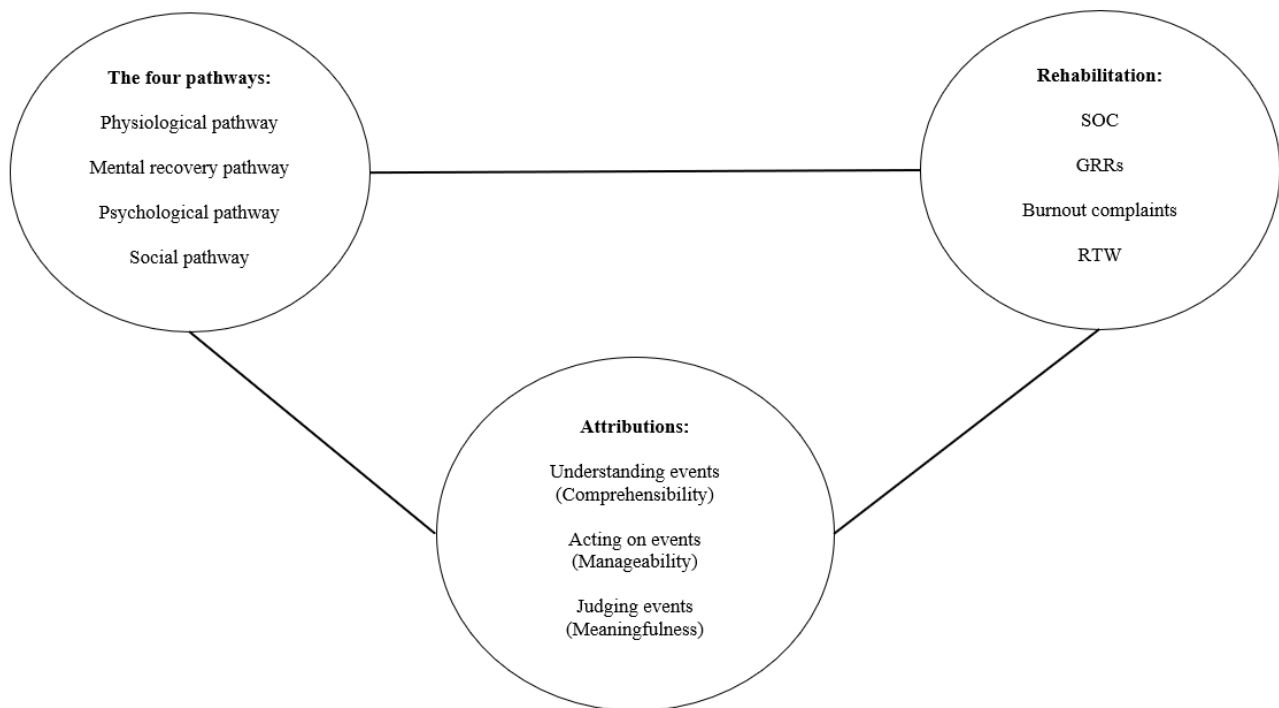 The four pathways:
Physiological pathway
Mental recovery pathway
Psychological pathway
Social pathway
Rehabilitation:
SOC
GRRs
Burnout complaints
RTW
Attributions:
Understanding events
(Comprehensibility)
Acting on events
(Manageability)
Judging events
(Meaningfulness)